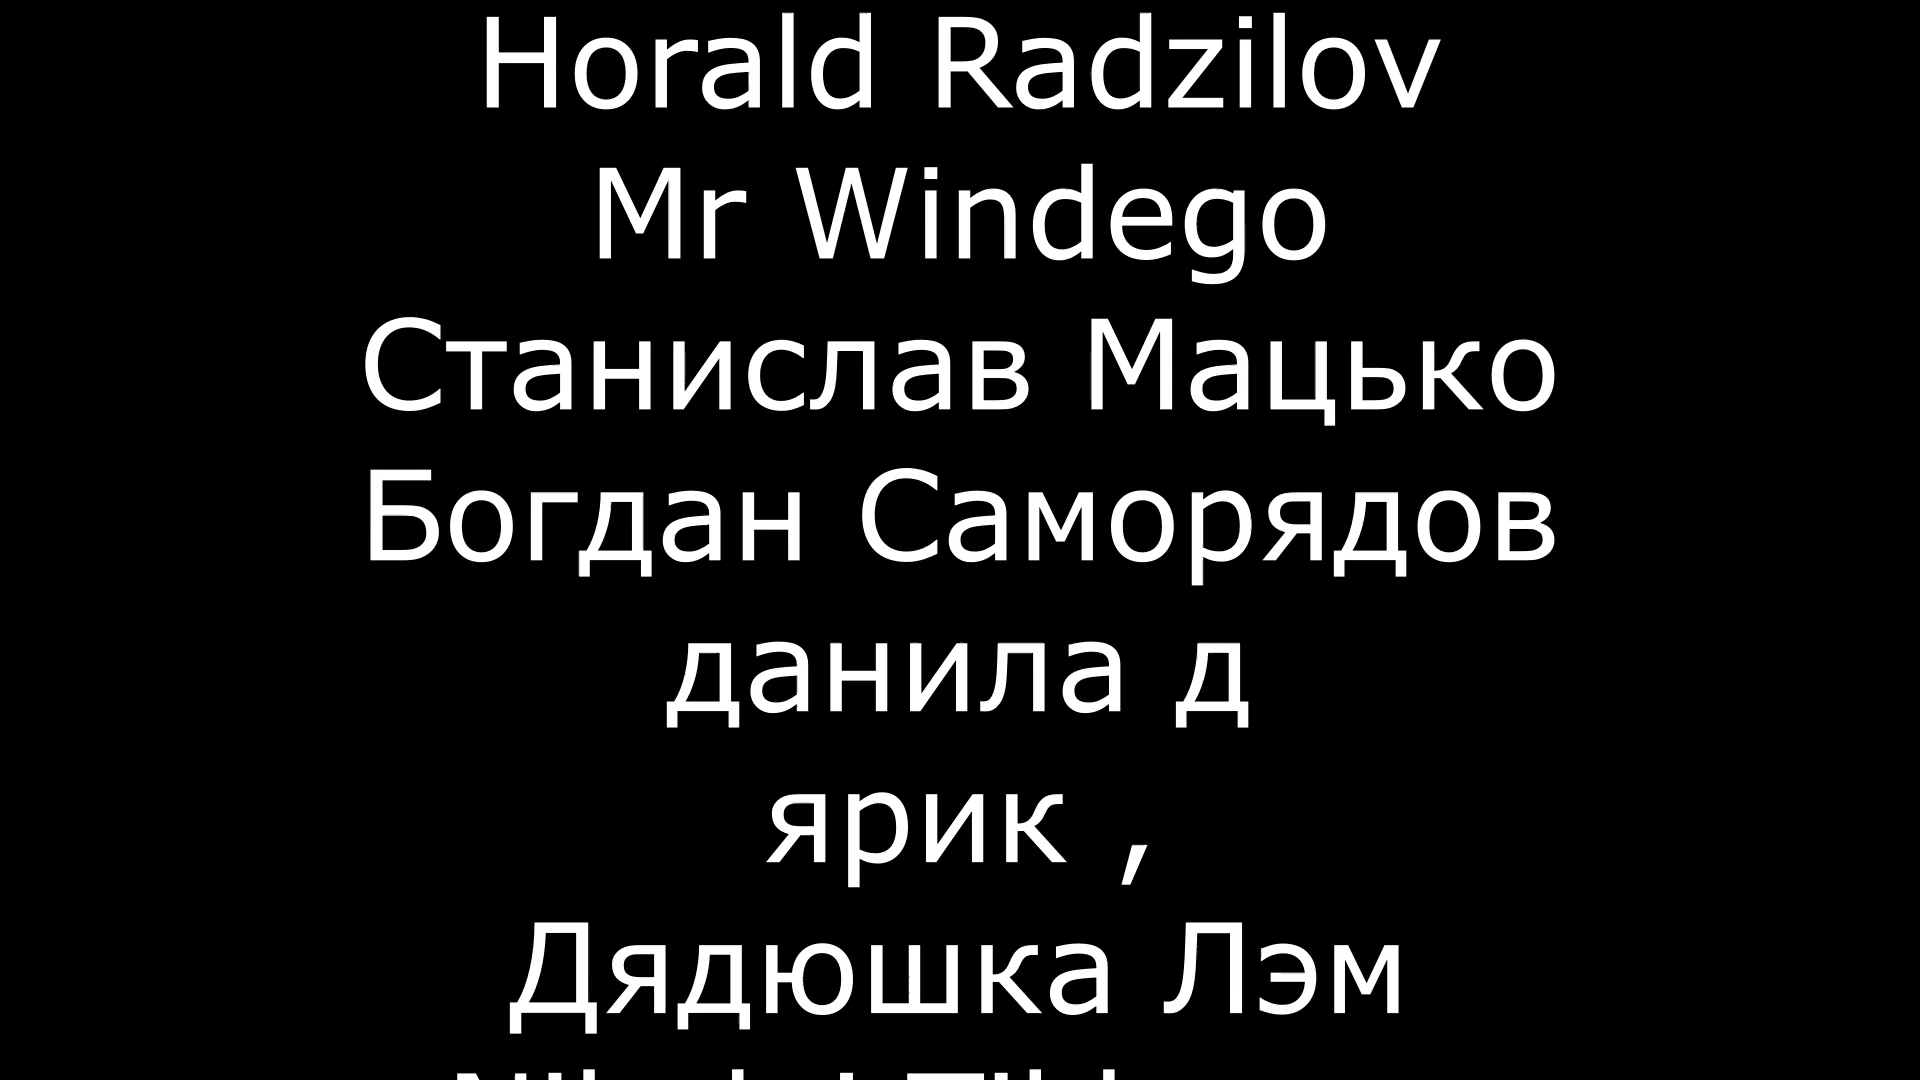 Horald Radzilov
Mr Windego
Станислав Мацько
Богдан Саморядов
данила д
ярик ,
Дядюшка Лэм